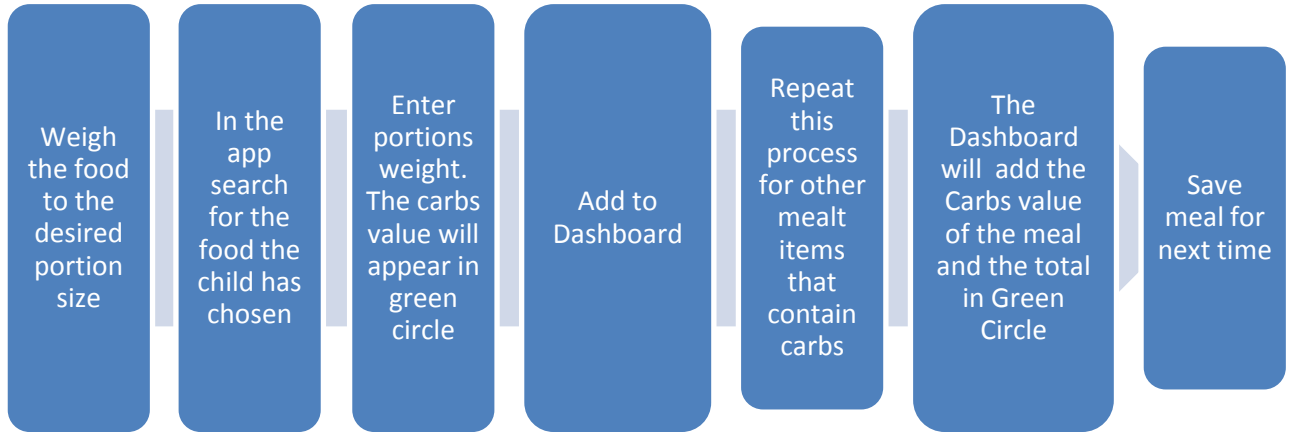 Weigh
the food
to the
desired
portion
size
In the
app
search
for the
food the
child has
chosen
Enter
portions
weight.
The carbs
value will
appear in
green
circle
Add to
Dashboard
Repeat
this
process
for other
mealt
items
that
contain
carbs
The
Dashboard
will  add the
Carbs value
of the meal
and the total
in Green
Circle
Save
meal for
next time